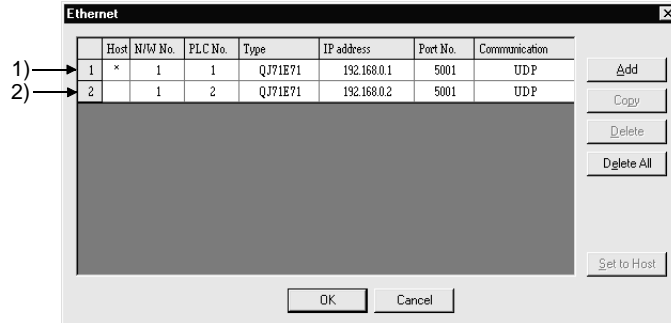 Ethernet
Host N/W No. PLC No. Type IP address Port No. Communication
1) 1 * 1 1 QJ71E71 192.168.0.1 5001 UDP
2) 2 1 2 QJ71E71 192.168.0.2 5001 UDP
Add
Copy
Delete
Delete All
Set to Host
OK Cancel